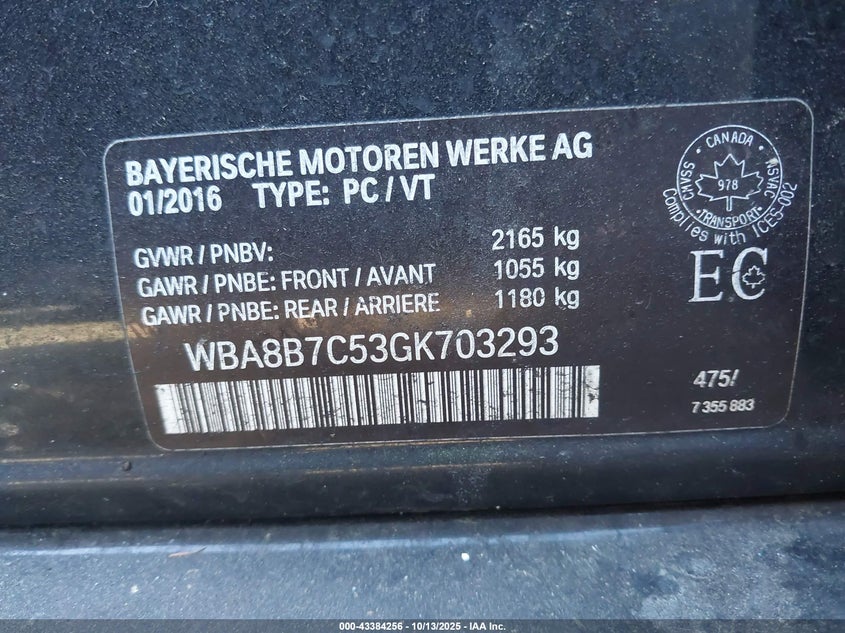 BAYERISCHE MOTOREN WERKE AG
01/2016 TYPE: PC / VT
GVWR / PNBV: 2165 kg
GAWR / PNBE: FRONT / AVANT 1055 kg
GAWR / PNBE: REAR / ARRIERE 1180 kg
WBA8B7C53GK703293
CANADA
CMVSS
NSVAC
978
TRANSPORT
Complies with ICES-002
EC
475/
7 355 883
000-43384256 - 10/13/2025 - IAA Inc.